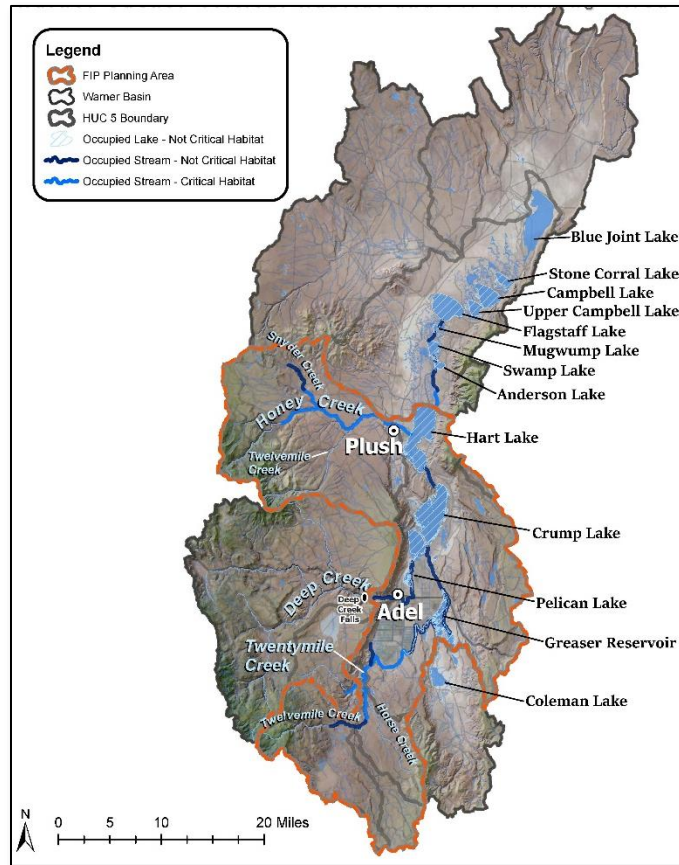 Legend
FIP Planning Area
Warner Basin
HUC 5 Boundary
Occupied Lake - Not Critical Habitat
Occupied Stream - Not Critical Habitat
Occupied Stream - Critical Habitat
Blue Joint Lake
Stone Corral Lake
Campbell Lake
Upper Campbell Lake
Flagstaff Lake
Mugwump Lake
Swamp Lake
Anderson Lake
Snyder Creek
Honey Creek
Plush
Hart Lake
Twelvemile
Creek
Crump Lake
Deep Creek
Deep
Creek
Falls
Adel
Pelican Lake
Greaser Reservoir
Twentymile
Creek
Coleman Lake
Twelvemile Creek
Horse Creek
N
0 5 10 20 Miles